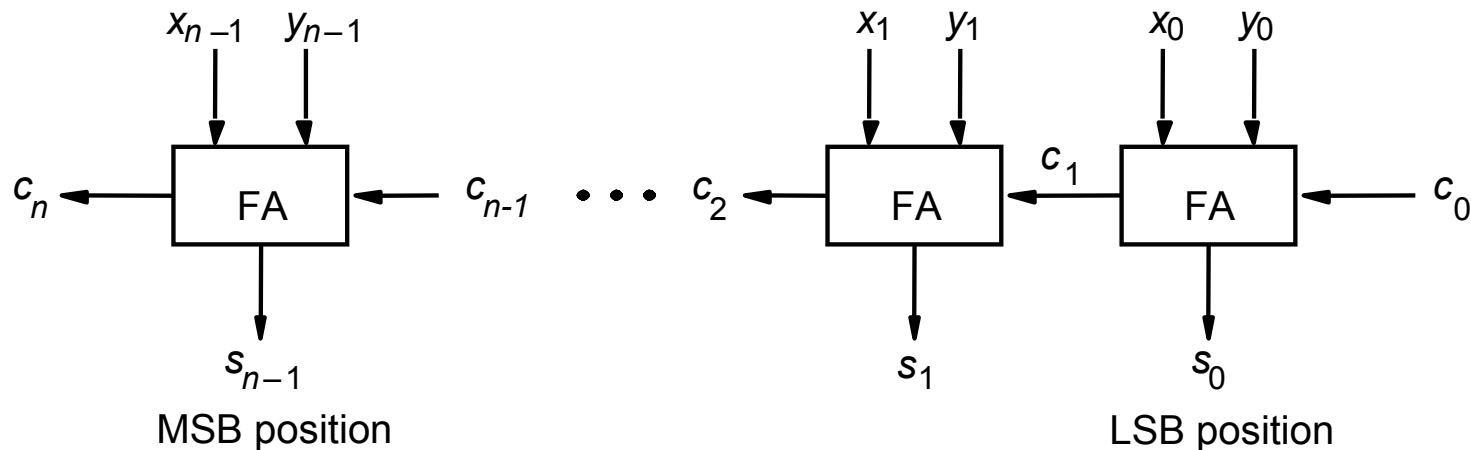 xₙ₋₁ yₙ₋₁ x₁ y₁ x₀ y₀
cₙ FA cₙ₋₁ • • • c₂ FA c₁ FA c₀
sₙ₋₁ s₁ s₀
MSB position LSB position